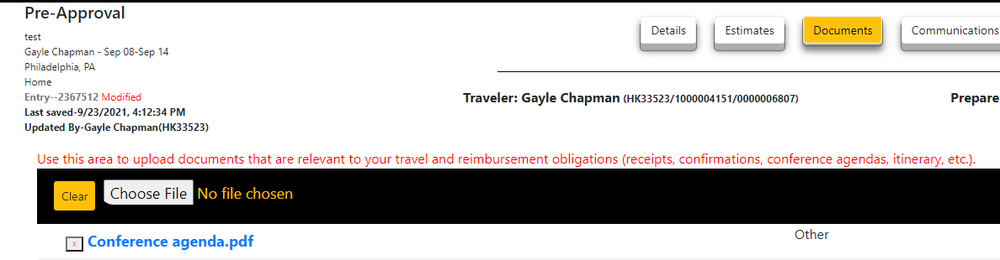 Pre-Approval
test
Gayle Chapman - Sep 08-Sep 14
Philadelphia, PA
Home
Entry--2367512 Modified
Last saved-9/23/2021, 4:12:34 PM
Updated By-Gayle Chapman(HK33523)
Details Estimates Documents Communications
Traveler: Gayle Chapman (HK33523/1000004151/0000006807) Prepare
Use this area to upload documents that are relevant to your travel and reimbursement obligations (receipts, confirmations, conference agendas, itinerary, etc.).
Clear Choose File No file chosen
x Conference agenda.pdf Other